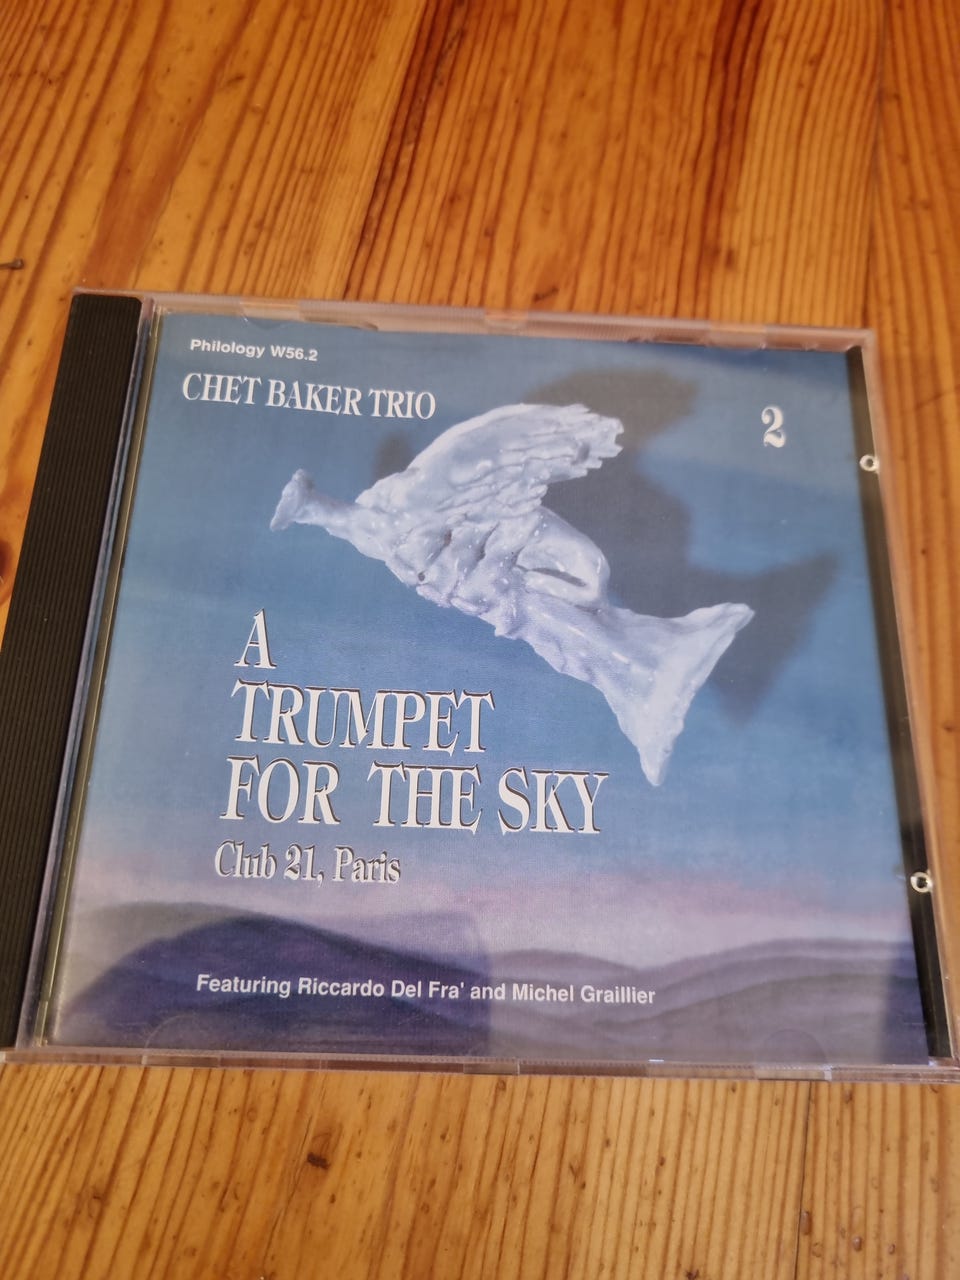 Philology W56.2
CHET BAKER TRIO
2
A
TRUMPET
FOR THE SKY
Club 21, Paris
Featuring Riccardo Del Fra' and Michel Graillier